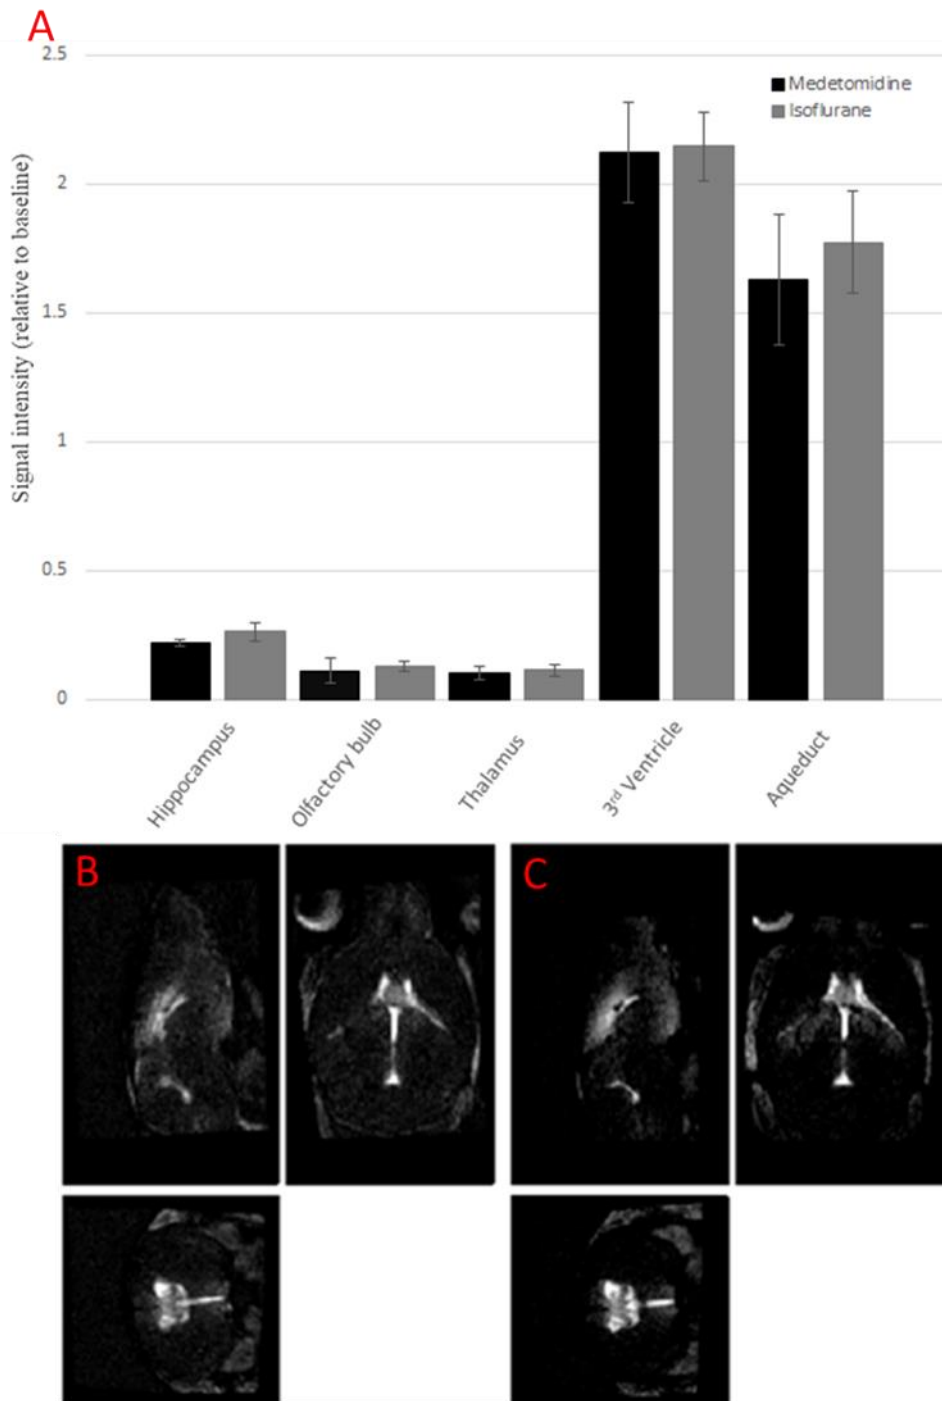 A
2.5
Medetomidine
Isoflurane
2
1.5
1
0.5
0
Signal intensity (relative to baseline)
Hippocampus
Olfactory bulb
Thalamus
3rd Ventricle
Aqueduct
B
C